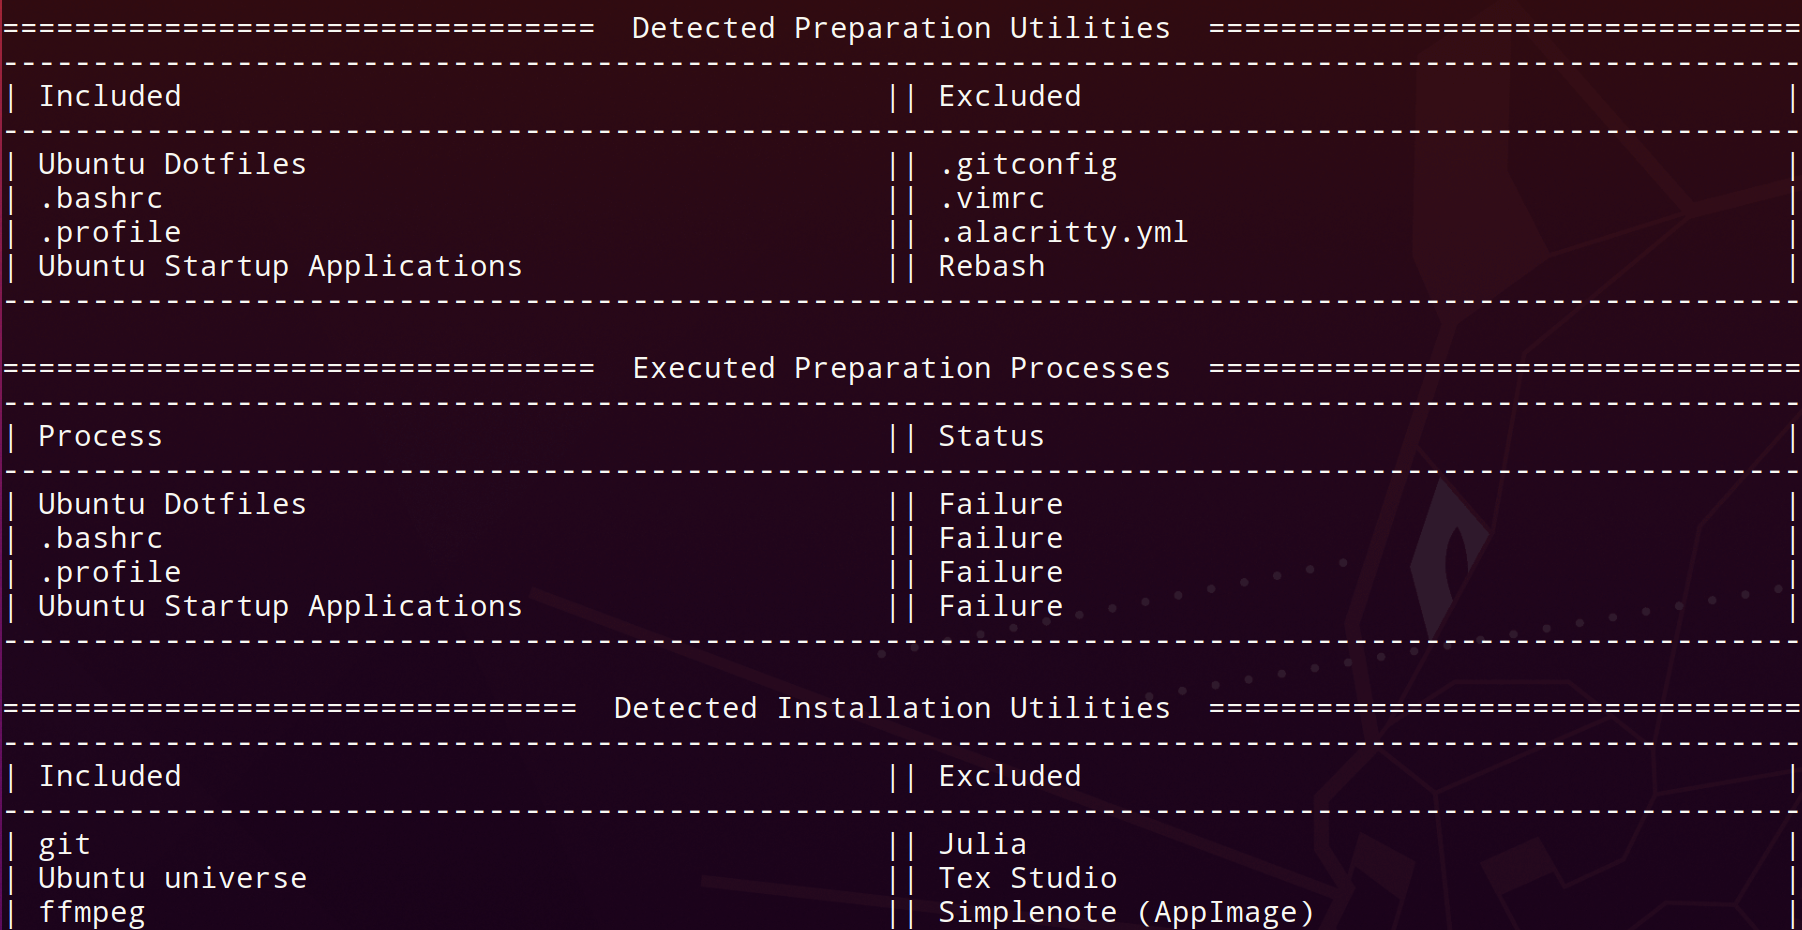 =================================  Detected Preparation Utilities  =================================
----------------------------------------------------------------------------------------------------
| Included                                       || Excluded                                       |
----------------------------------------------------------------------------------------------------
| Ubuntu Dotfiles                                || .gitconfig                                     |
| .bashrc                                        || .vimrc                                         |
| .profile                                       || .alacritty.yml                                 |
| Ubuntu Startup Applications                    || Rebash                                         |
----------------------------------------------------------------------------------------------------
=================================  Executed Preparation Processes  =================================
----------------------------------------------------------------------------------------------------
| Process                                        || Status                                         |
----------------------------------------------------------------------------------------------------
| Ubuntu Dotfiles                                || Failure                                        |
| .bashrc                                        || Failure                                        |
| .profile                                       || Failure                                        |
| Ubuntu Startup Applications                    || Failure                                        |
----------------------------------------------------------------------------------------------------
================================  Detected Installation Utilities  =================================
----------------------------------------------------------------------------------------------------
| Included                                       || Excluded                                       |
----------------------------------------------------------------------------------------------------
| git                                            || Julia                                          |
| Ubuntu universe                                || Tex Studio                                     |
| ffmpeg                                         || Simplenote (AppImage)                          |